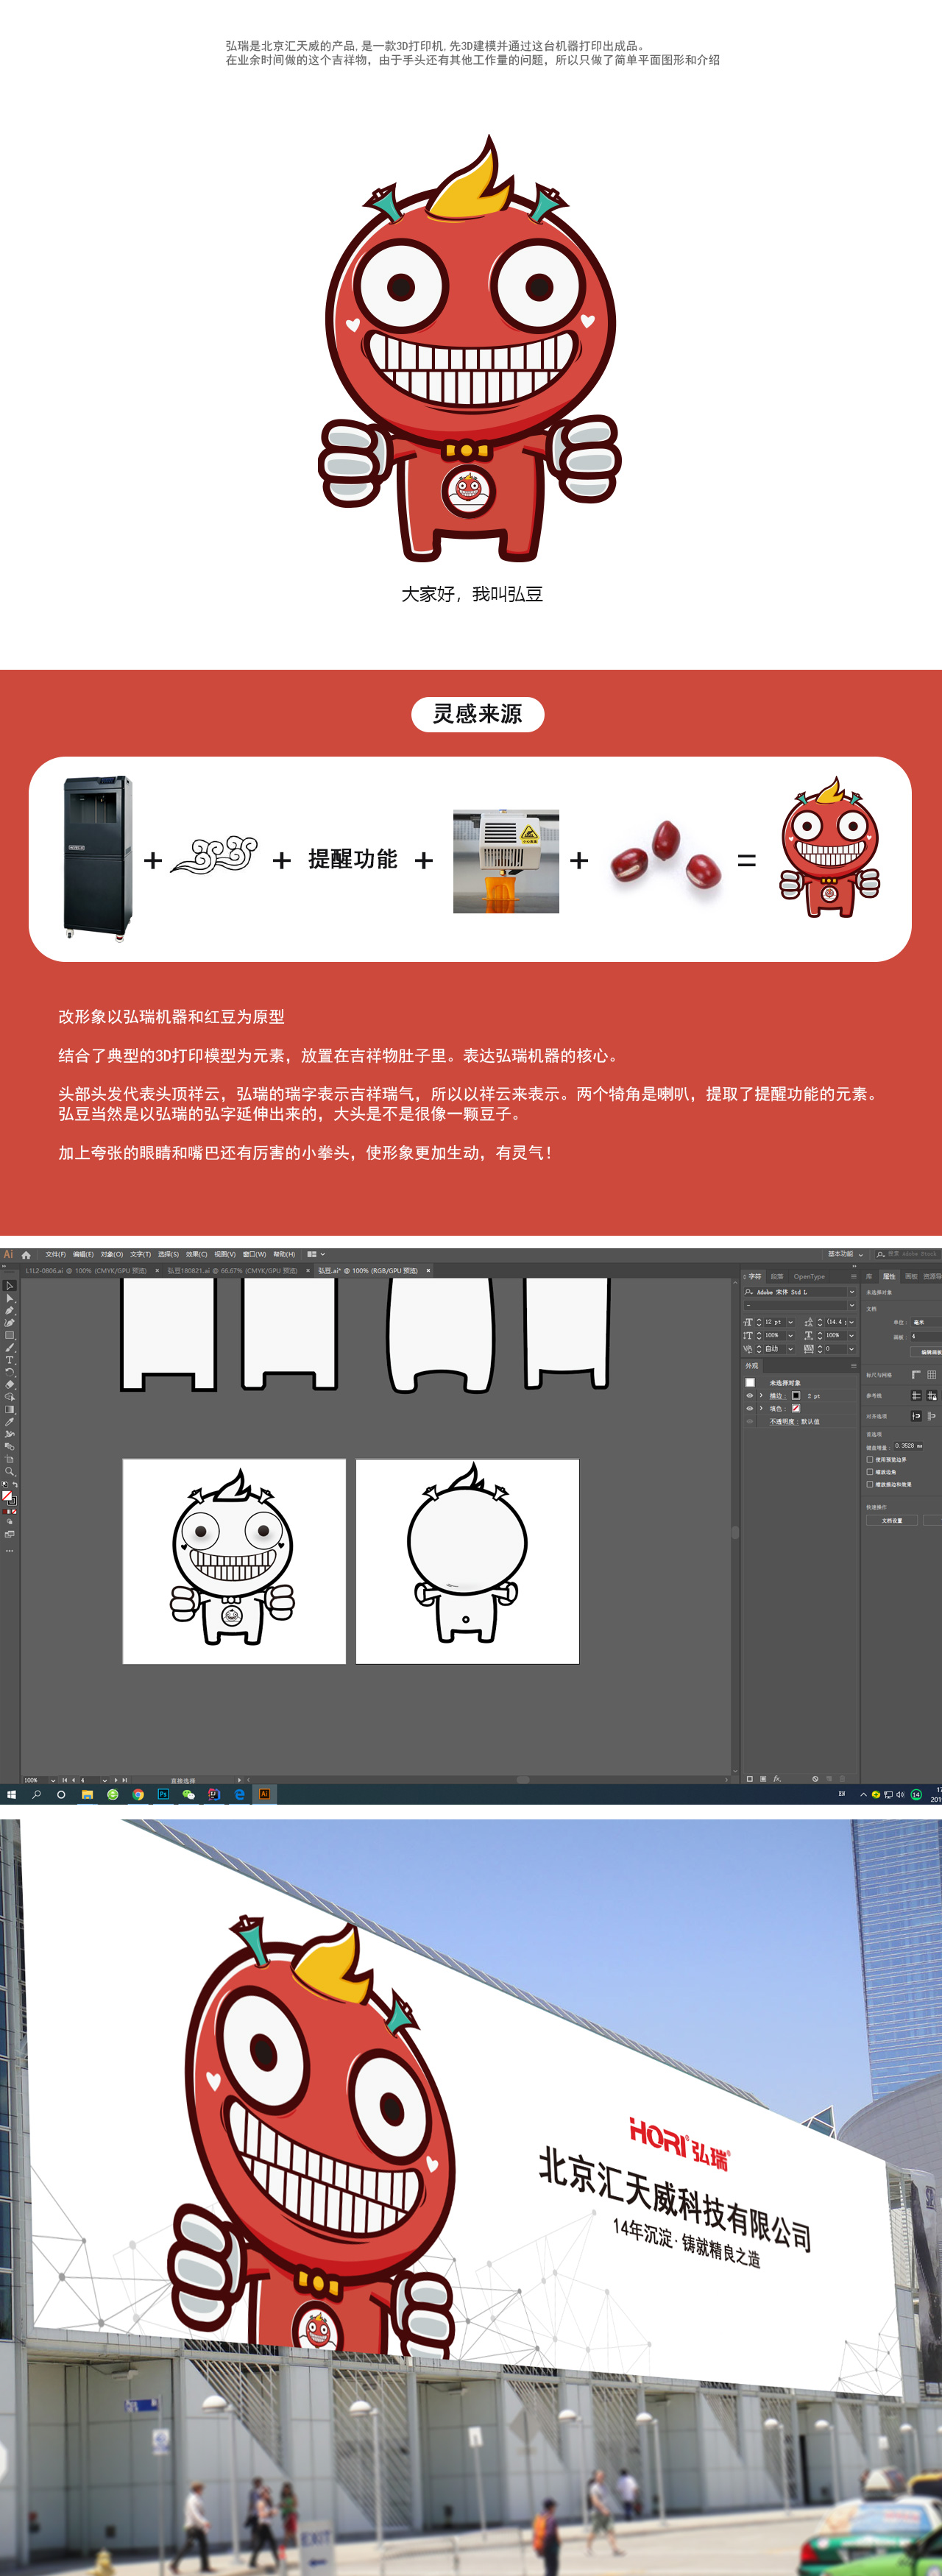 弘瑞是北京汇天威的产品,是一款3D打印机,先3D建模并通过这台机器打印出成品。
在业余时间做的这个吉祥物，由于手头还有其他工作量的问题，所以只做了简单平面图形和介绍
大家好，我叫弘豆
灵感来源
+ + 提醒功能 + + =
改形象以弘瑞机器和红豆为原型
结合了典型的3D打印模型为元素，放置在吉祥物肚子里。表达弘瑞机器的核心。
头部头发代表头顶祥云，弘瑞的瑞字表示吉祥瑞气，所以以祥云来表示。两个犄角是喇叭，提取了提醒功能的元素。
弘豆当然是以弘瑞的弘字延伸出来的，大头是不是很像一颗豆子。
加上夸张的眼睛和嘴巴还有厉害的小拳头，使形象更加生动，有灵气！
Ai 文件(F) 编辑(E) 对象(O) 文字(T) 选择(S) 效果(C) 视图(V) 窗口(W) 帮助(H) 基本功能 搜索 Adobe Stock
L1L2-0806.ai @ 100% (CMYK/GPU 预览) × 弘豆180821.ai @ 66.67% (CMYK/GPU 预览) × 弘豆.ai* @ 100% (RGB/GPU 预览) ×
字符 段落 OpenType
Adobe 宋体 Std L
12 pt (14.4
100% 100%
自动 0
外观
未选择对象
描边： 2 pt
填色：
不透明度：默认值
库 属性 画板
未选择对象
文档
单位： 毫米
画板： 4
编辑画板
标尺与网格
参考线
对齐选项
首选项
键盘增量： 0.3528
使用预览边界
缩放边角
缩放描边和效果
快速操作
文档设置
100% 4 直接选择
Ps Ai 14
HORI 弘瑞
北京汇天威科技有限公司
14年沉淀·铸就精良之造